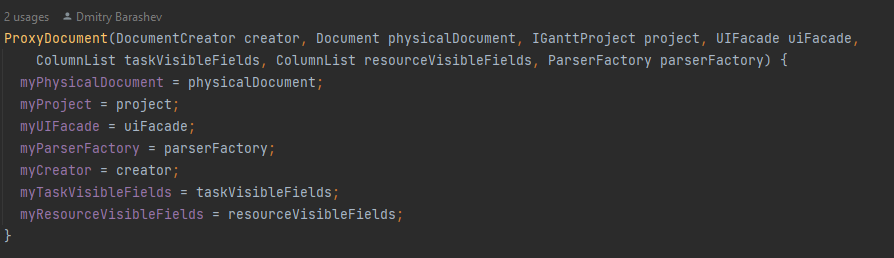 2 usages Dmitry Barashev
ProxyDocument(DocumentCreator creator, Document physicalDocument, IGanttProject project, UIFacade uiFacade,
    ColumnList taskVisibleFields, ColumnList resourceVisibleFields, ParserFactory parserFactory) {
  myPhysicalDocument = physicalDocument;
  myProject = project;
  myUIFacade = uiFacade;
  myParserFactory = parserFactory;
  myCreator = creator;
  myTaskVisibleFields = taskVisibleFields;
  myResourceVisibleFields = resourceVisibleFields;
}